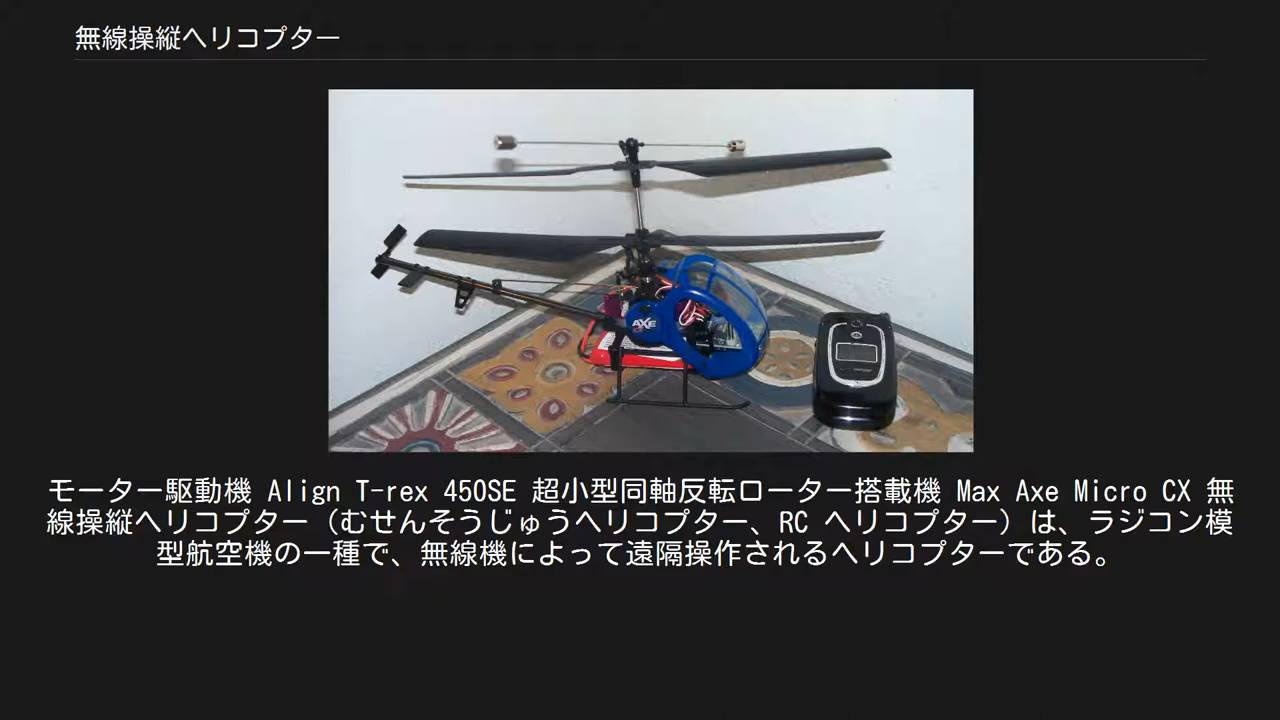 無線操縦ヘリコプター
AXE
モーター駆動機 Align T-rex 450SE 超小型同軸反転ローター搭載機 Max Axe Micro CX 無
線操縦ヘリコプター（むせんそうじゅうヘリコプター、RC ヘリコプター）は、ラジコン模
型航空機の一種で、無線機によって遠隔操作されるヘリコプターである。